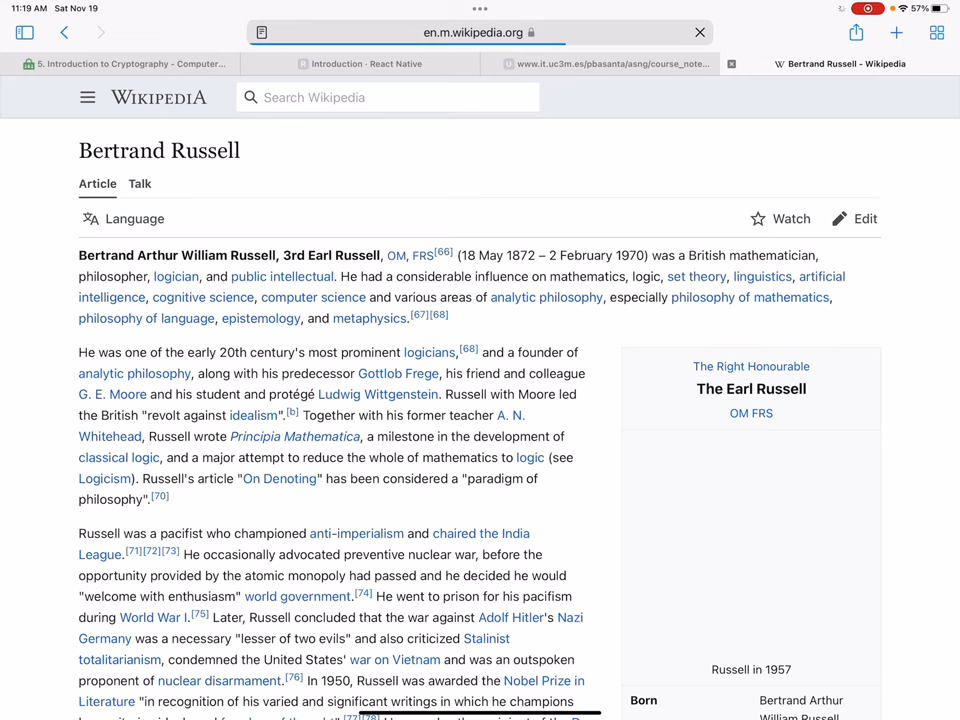 11:19 AM Sat Nov 19
57%
en.m.wikipedia.org
5. Introduction to Cryptography - Computer...
R Introduction · React Native
U www.it.uc3m.es/pbasanta/asng/course_note...
W Bertrand Russell - Wikipedia
WIKIPEDIA
Search Wikipedia
Bertrand Russell
Article Talk
Language
Watch Edit
Bertrand Arthur William Russell, 3rd Earl Russell, OM, FRS[66] (18 May 1872 – 2 February 1970) was a British mathematician,
philosopher, logician, and public intellectual. He had a considerable influence on mathematics, logic, set theory, linguistics, artificial
intelligence, cognitive science, computer science and various areas of analytic philosophy, especially philosophy of mathematics,
philosophy of language, epistemology, and metaphysics.[67][68]
He was one of the early 20th century's most prominent logicians,[68] and a founder of
analytic philosophy, along with his predecessor Gottlob Frege, his friend and colleague
G. E. Moore and his student and protégé Ludwig Wittgenstein. Russell with Moore led
the British "revolt against idealism".[b] Together with his former teacher A. N.
Whitehead, Russell wrote Principia Mathematica, a milestone in the development of
classical logic, and a major attempt to reduce the whole of mathematics to logic (see
Logicism). Russell's article "On Denoting" has been considered a "paradigm of
philosophy".[70]
Russell was a pacifist who championed anti-imperialism and chaired the India
League.[71][72][73] He occasionally advocated preventive nuclear war, before the
opportunity provided by the atomic monopoly had passed and he decided he would
"welcome with enthusiasm" world government.[74] He went to prison for his pacifism
during World War I.[75] Later, Russell concluded that the war against Adolf Hitler's Nazi
Germany was a necessary "lesser of two evils" and also criticized Stalinist
totalitarianism, condemned the United States' war on Vietnam and was an outspoken
proponent of nuclear disarmament.[76] In 1950, Russell was awarded the Nobel Prize in
Literature "in recognition of his varied and significant writings in which he champions
The Right Honourable
The Earl Russell
OM FRS
Russell in 1957
Born Bertrand Arthur
William Russell